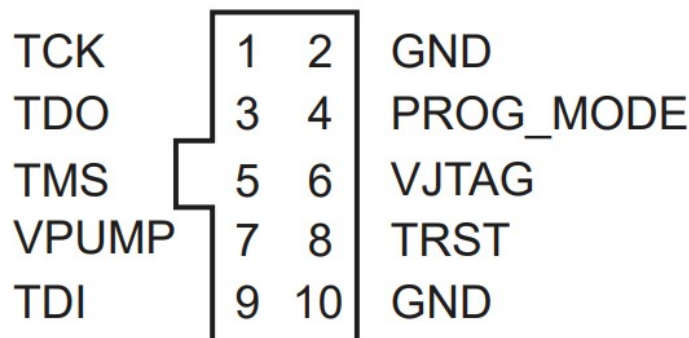 TCK 1 2 GND
TDO 3 4 PROG_MODE
TMS 5 6 VJTAG
VPUMP 7 8 TRST
TDI 9 10 GND